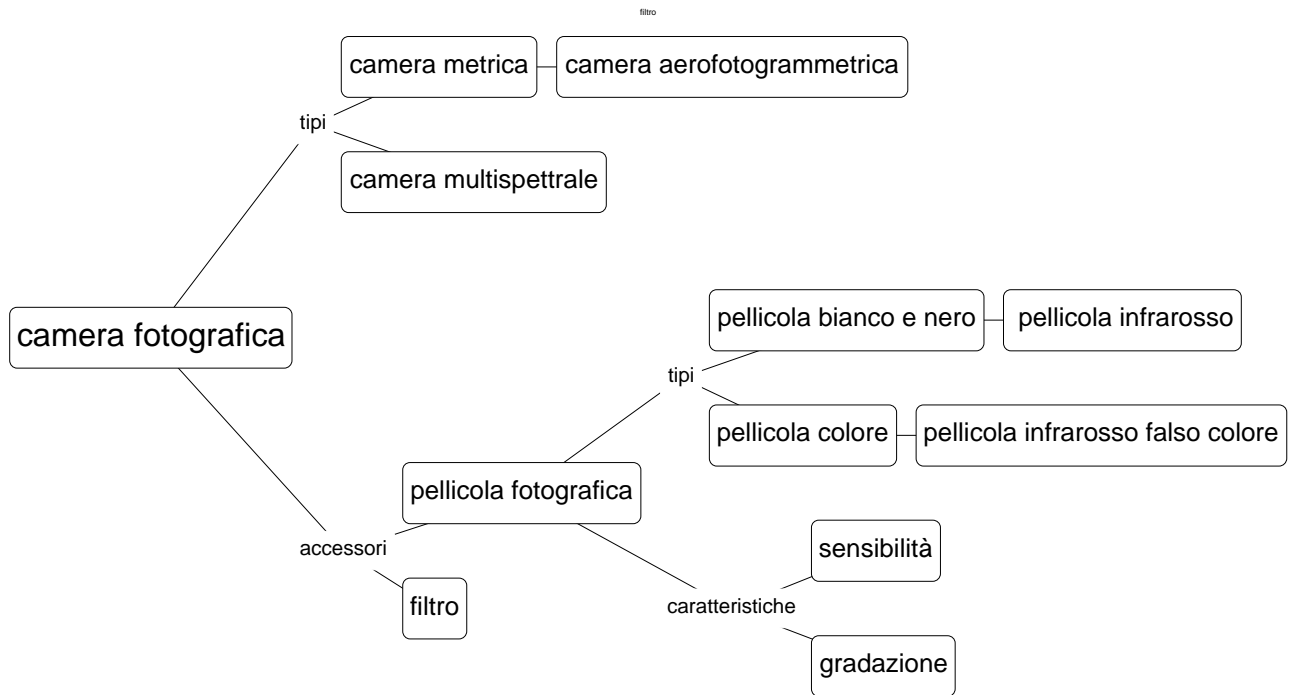 filtro
camera metrica
camera aerofotogrammetrica
tipi
camera multispettrale
camera fotografica
pellicola bianco e nero
pellicola infrarosso
tipi
pellicola colore
pellicola infrarosso falso colore
pellicola fotografica
accessori
sensibilità
filtro
caratteristiche
gradazione